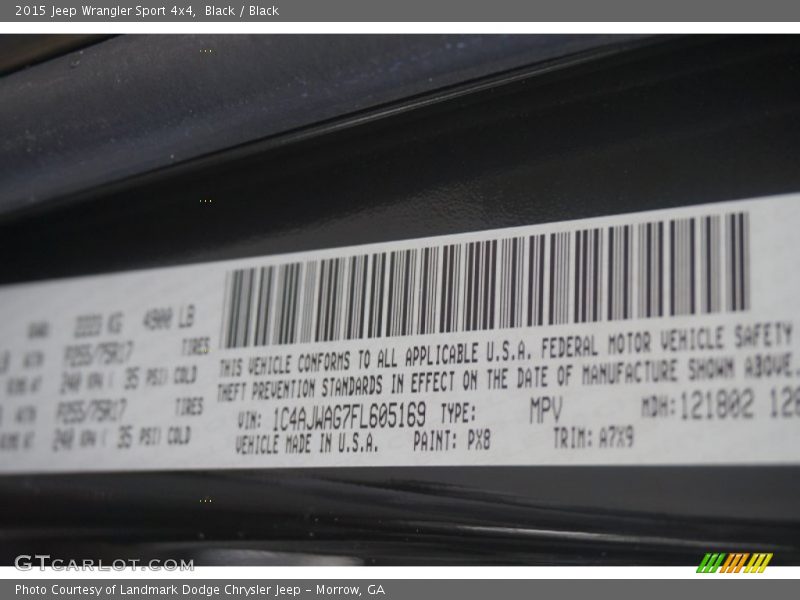 2015 Jeep Wrangler Sport 4x4, Black / Black
2223 KG 4900 LB
P255/75R17 TIRES
240 KPA ( 35 PSI) COLD
P255/75R17 TIRES
240 KPA ( 35 PSI) COLD
THIS VEHICLE CONFORMS TO ALL APPLICABLE U.S.A. FEDERAL MOTOR VEHICLE SAFETY
THEFT PREVENTION STANDARDS IN EFFECT ON THE DATE OF MANUFACTURE SHOWN ABOVE.
VIN: 1C4AJWAG7FL605169 TYPE: MPV MDH: 121802 128
VEHICLE MADE IN U.S.A. PAINT: PX8 TRIM: A7X9
GTCARLOT.COM
Photo Courtesy of Landmark Dodge Chrysler Jeep - Morrow, GA